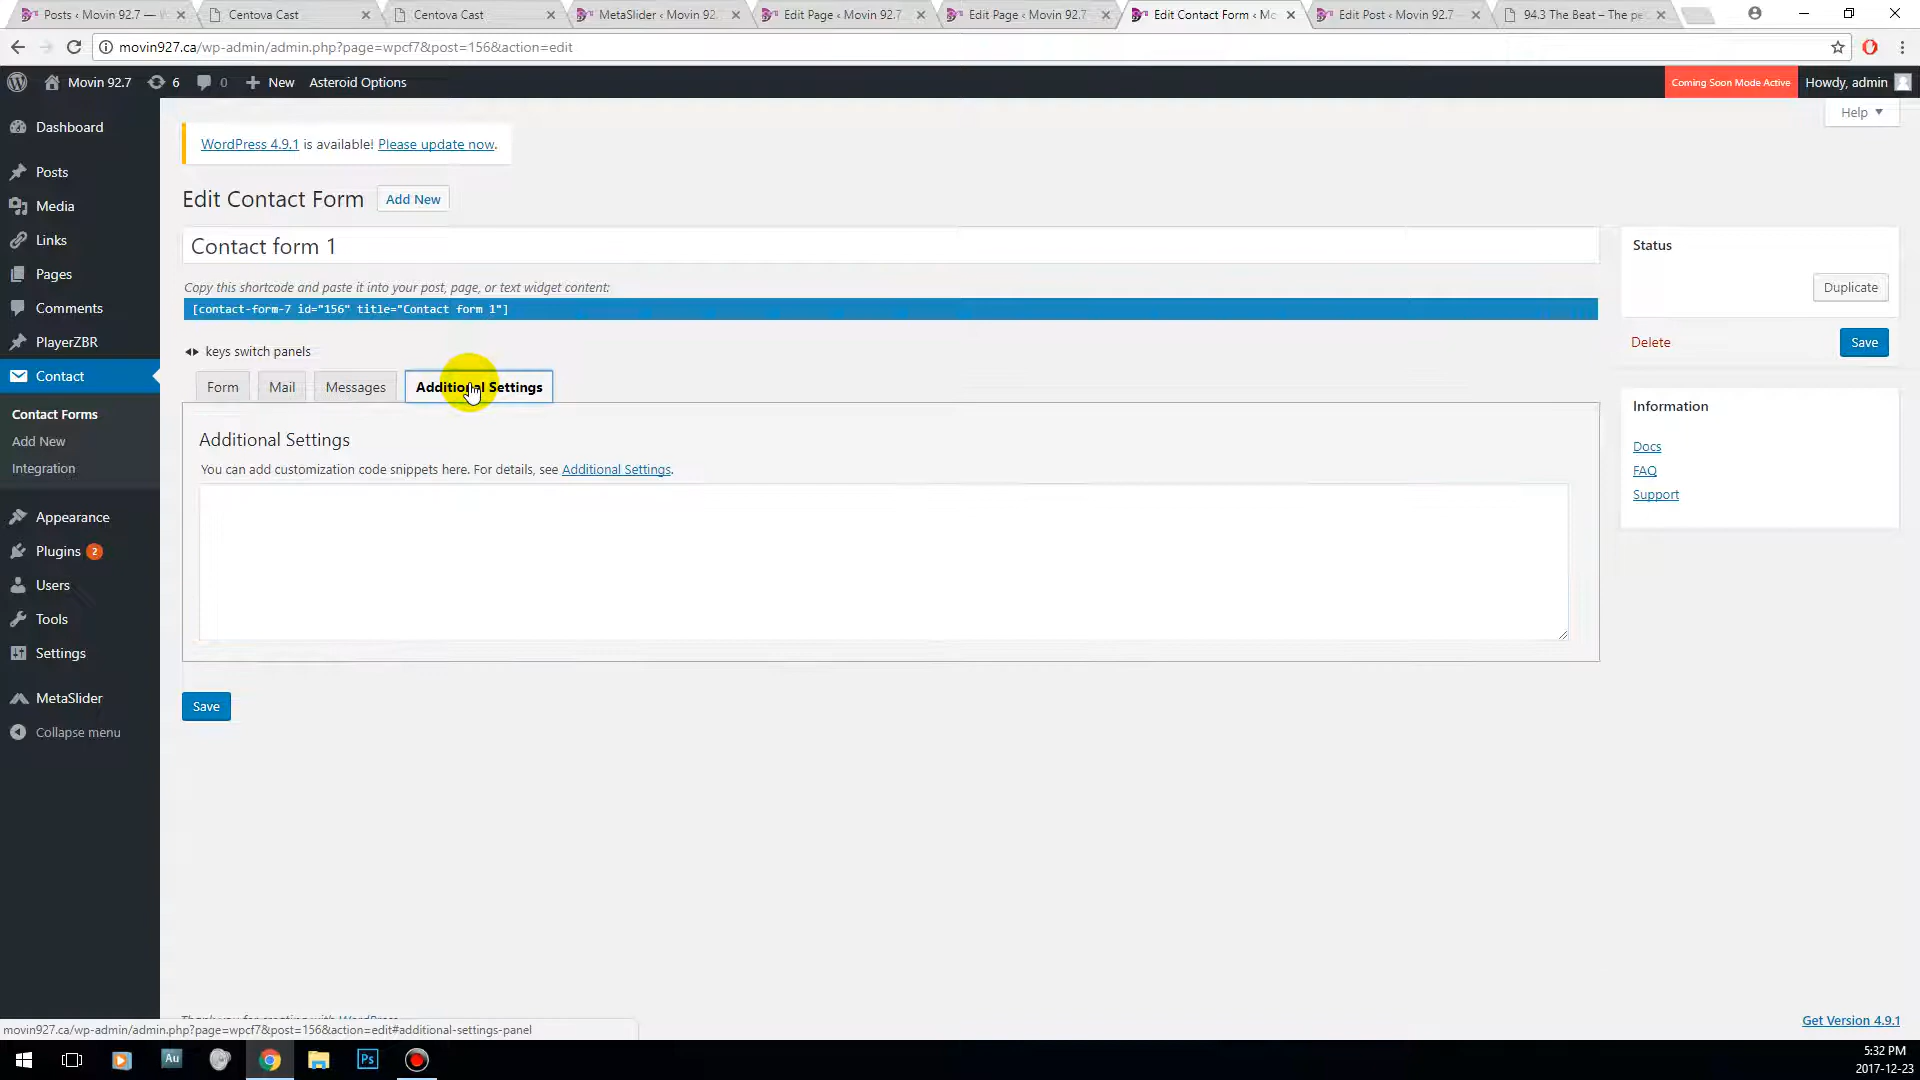 Posts ‹ Movin 92.7 — W
Centova Cast
Centova Cast
MetaSlider ‹ Movin 92.
Edit Page ‹ Movin 92.7
Edit Page ‹ Movin 92.7
Edit Contact Form ‹ Mo
Edit Post ‹ Movin 92.7
94.3 The Beat – The pe
movin927.ca/wp-admin/admin.php?page=wpcf7&post=156&action=edit
Movin 92.7
6
0
New
Asteroid Options
Coming Soon Mode Active
Howdy, admin
Help
Dashboard
Posts
Media
Links
Pages
Comments
PlayerZBR
Contact
Contact Forms
Add New
Integration
Appearance
Plugins 2
Users
Tools
Settings
MetaSlider
Collapse menu
WordPress 4.9.1 is available! Please update now.
Edit Contact Form
Add New
Contact form 1
Copy this shortcode and paste it into your post, page, or text widget content:
[contact-form-7 id="156" title="Contact form 1"]
keys switch panels
Form
Mail
Messages
Additional Settings
Additional Settings
You can add customization code snippets here. For details, see Additional Settings.
Save
Status
Duplicate
Delete
Save
Information
Docs
FAQ
Support
Thank you for creating with WordPress.
Get Version 4.9.1
movin927.ca/wp-admin/admin.php?page=wpcf7&post=156&action=edit#additional-settings-panel
Au
Ps
5:32 PM
2017-12-23